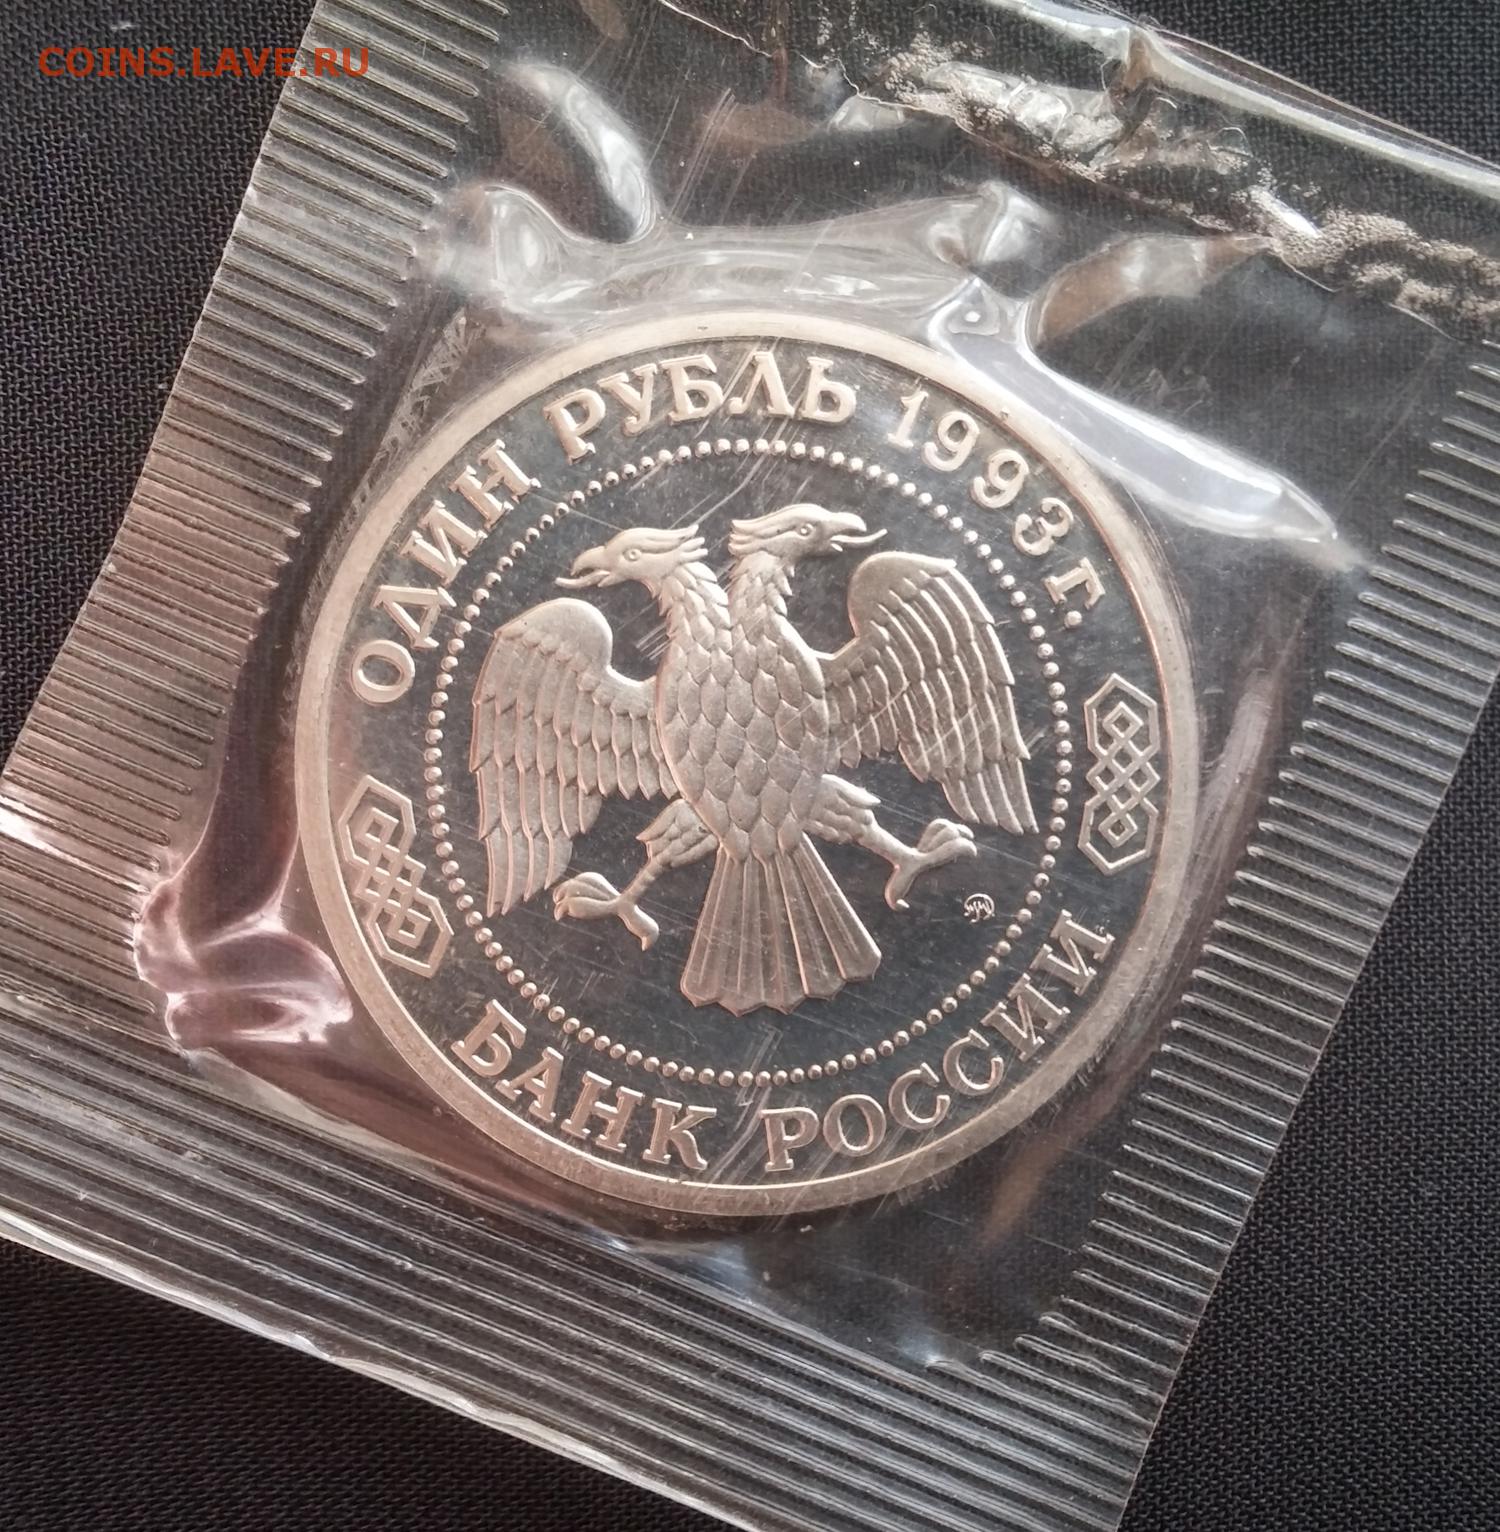 COINS.LAVE.RU
ОДИН РУБЛЬ 1993 г.
БАНК РОССИИ